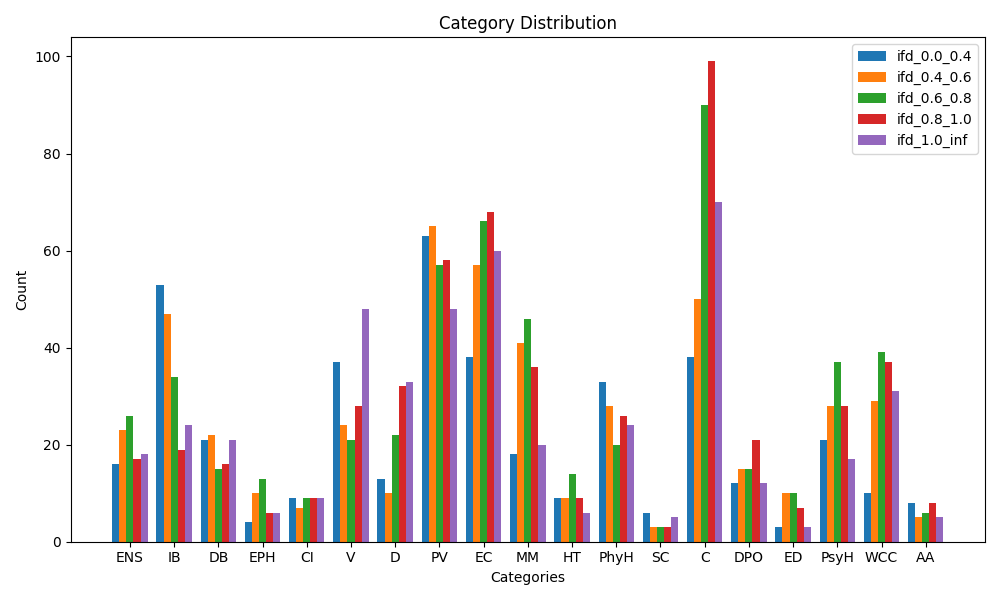 Category Distribution
ifd_0.0_0.4
ifd_0.4_0.6
ifd_0.6_0.8
ifd_0.8_1.0
ifd_1.0_inf
Count
100
80
60
40
20
0
ENS IB DB EPH CI V D PV EC MM HT PhyH SC C DPO ED PsyH WCC AA
Categories